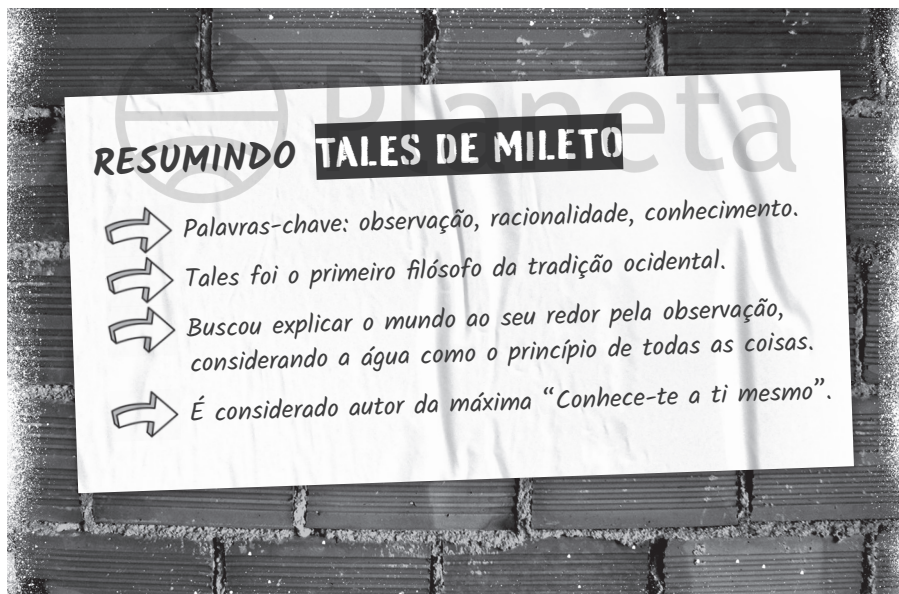 Planeta
RESUMINDO TALES DE MILETO
Palavras-chave: observação, racionalidade, conhecimento.
Tales foi o primeiro filósofo da tradição ocidental.
Buscou explicar o mundo ao seu redor pela observação,
considerando a água como o princípio de todas as coisas.
É considerado autor da máxima “Conhece-te a ti mesmo”.